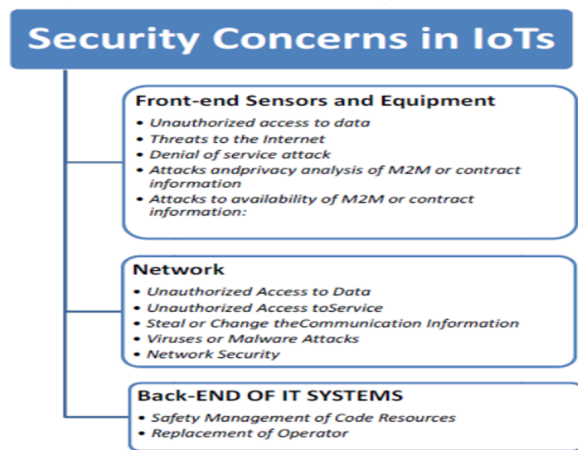 Security Concerns in IoTs
Front-end Sensors and Equipment
• Unauthorized access to data
• Threats to the Internet
• Denial of service attack
• Attacks andprivacy analysis of M2M or contract
information
• Attacks to availability of M2M or contract
information:
Network
• Unauthorized Access to Data
• Unauthorized Access toService
• Steal or Change theCommunication Information
• Viruses or Malware Attacks
• Network Security
Back-END OF IT SYSTEMS
• Safety Management of Code Resources
• Replacement of Operator